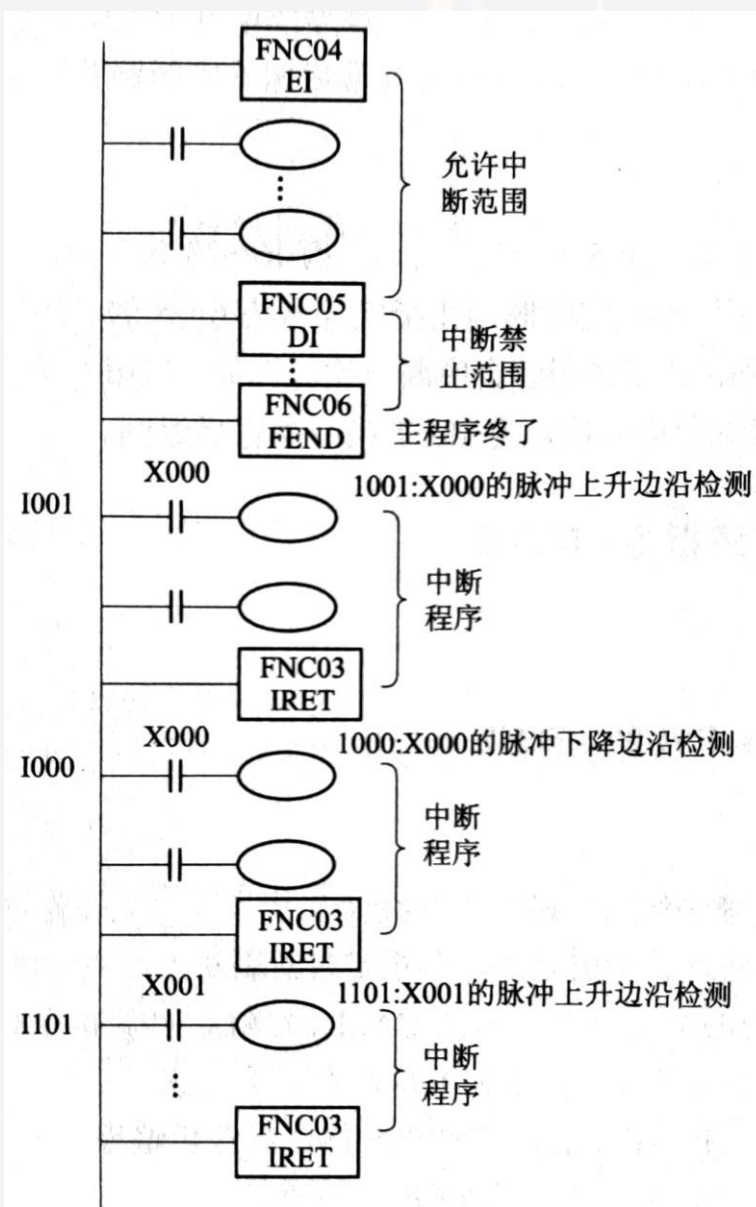 FNC04
EI
允许中
断范围
FNC05
DI
中断禁
止范围
FNC06
FEND
主程序终了
X000
I001
1001:X000的脉冲上升边沿检测
中断
程序
FNC03
IRET
X000
I000
1000:X000的脉冲下降边沿检测
中断
程序
FNC03
IRET
X001
I101
1101:X001的脉冲上升边沿检测
中断
程序
FNC03
IRET